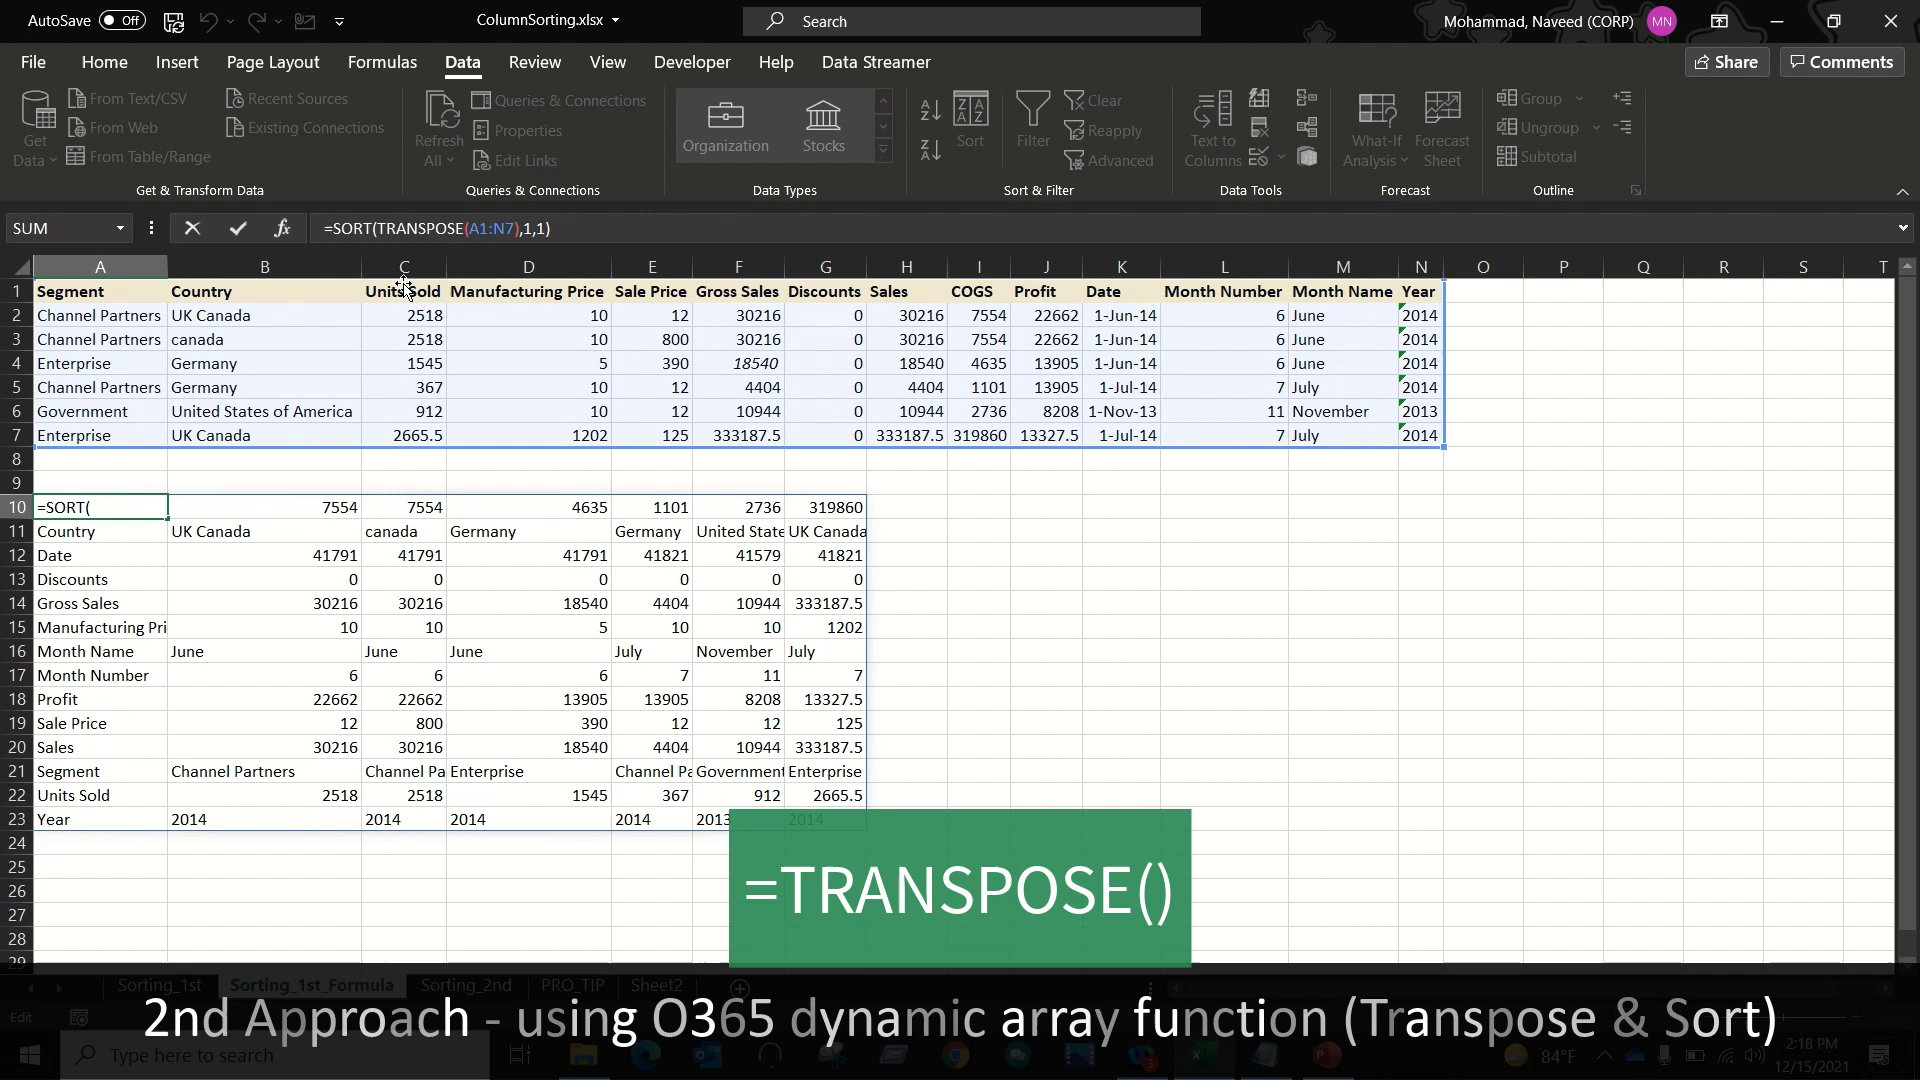 AutoSave Off ColumnSorting.xlsx Search Mohammad, Naveed (CORP) MN
File Home Insert Page Layout Formulas Data Review View Developer Help Data Streamer Share Comments
From Text/CSV Recent Sources Queries & Connections Clear Group
From Web Existing Connections Properties Reapply Ungroup
Get Data From Table/Range Refresh All Edit Links Organization Stocks Sort Filter Advanced Text to Columns What-If Analysis Forecast Sheet Subtotal
Get & Transform Data Queries & Connections Data Types Sort & Filter Data Tools Forecast Outline
SUM fx =SORT(TRANSPOSE(A1:N7),1,1)
A B C D E F G H I J K L M N O P Q R S T
1 Segment Country Units Sold Manufacturing Price Sale Price Gross Sales Discounts Sales COGS Profit Date Month Number Month Name Year
2 Channel Partners UK Canada 2518 10 12 30216 0 30216 7554 22662 1-Jun-14 6 June 2014
3 Channel Partners canada 2518 10 800 30216 0 30216 7554 22662 1-Jun-14 6 June 2014
4 Enterprise Germany 1545 5 390 18540 0 18540 4635 13905 1-Jun-14 6 June 2014
5 Channel Partners Germany 367 10 12 4404 0 4404 1101 13905 1-Jul-14 7 July 2014
6 Government United States of America 912 10 12 10944 0 10944 2736 8208 1-Nov-13 11 November 2013
7 Enterprise UK Canada 2665.5 1202 125 333187.5 0 333187.5 319860 13327.5 1-Jul-14 7 July 2014
8
9
10 =SORT( 7554 7554 4635 1101 2736 319860
11 Country UK Canada canada Germany Germany United State UK Canada
12 Date 41791 41791 41791 41821 41579 41821
13 Discounts 0 0 0 0 0 0
14 Gross Sales 30216 30216 18540 4404 10944 333187.5
15 Manufacturing Pri 10 10 5 10 10 1202
16 Month Name June June June July November July
17 Month Number 6 6 6 7 11 7
18 Profit 22662 22662 13905 13905 8208 13327.5
19 Sale Price 12 800 390 12 12 125
20 Sales 30216 30216 18540 4404 10944 333187.5
21 Segment Channel Partners Channel Pa Enterprise Channel Pa Government Enterprise
22 Units Sold 2518 2518 1545 367 912 2665.5
23 Year 2014 2014 2014 2014 2013 2014
24
25
26
27
28
29
=TRANSPOSE()
Sorting_1st Sorting_1st_Formula Sorting_2nd PRO_TIP Sheet2
Edit
2nd Approach - using O365 dynamic array function (Transpose & Sort)
Type here to search 84°F 2:18 PM
12/15/2021